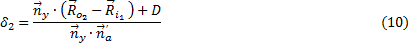 δ₂ = (n⃗_y · (R⃗_{o₂} − R⃗_{i₁}) + D) / (n⃗_y · n⃗′_a) (10)